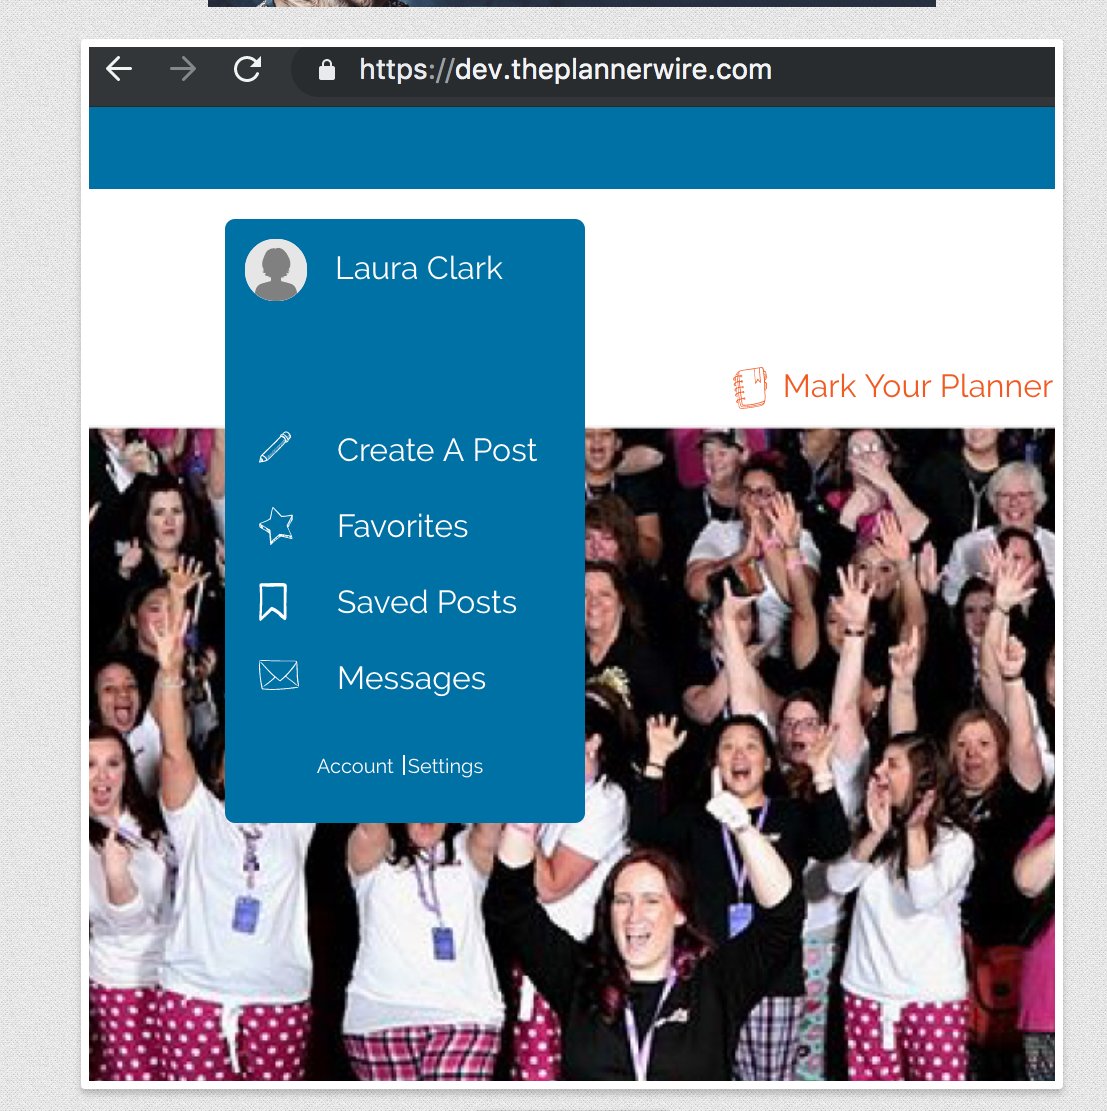 https://dev.theplannerwire.com
Laura Clark
Mark Your Planner
Create A Post
Favorites
Saved Posts
Messages
Account |Settings